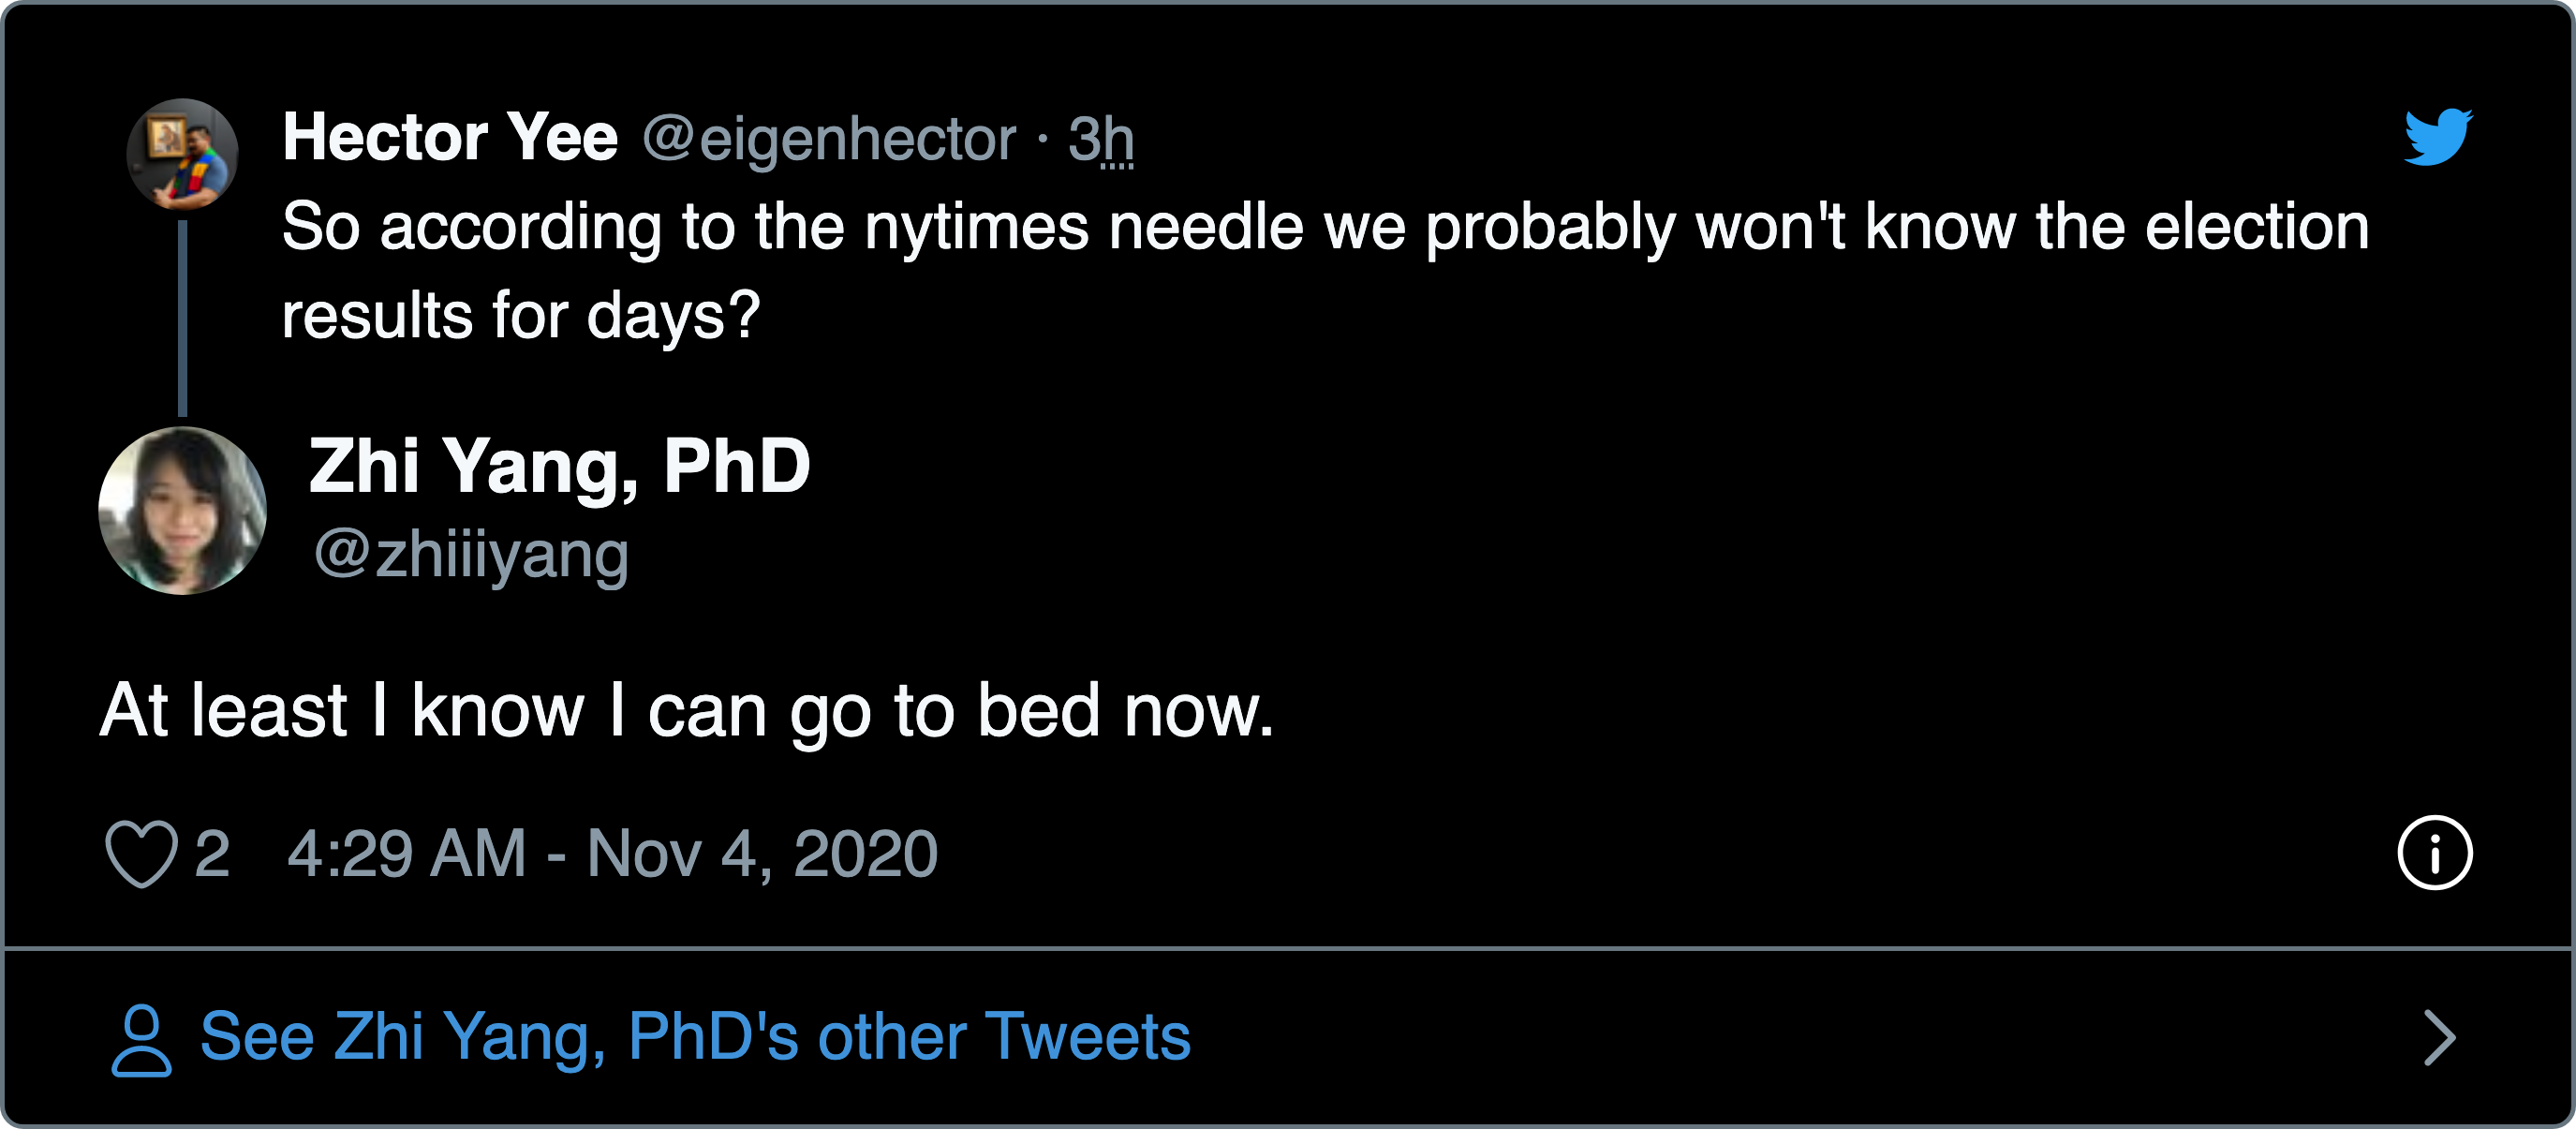 Hector Yee @eigenhector · 3h
So according to the nytimes needle we probably won't know the election
results for days?
Zhi Yang, PhD
@zhiiiyang
At least I know I can go to bed now.
2 4:29 AM - Nov 4, 2020
See Zhi Yang, PhD's other Tweets